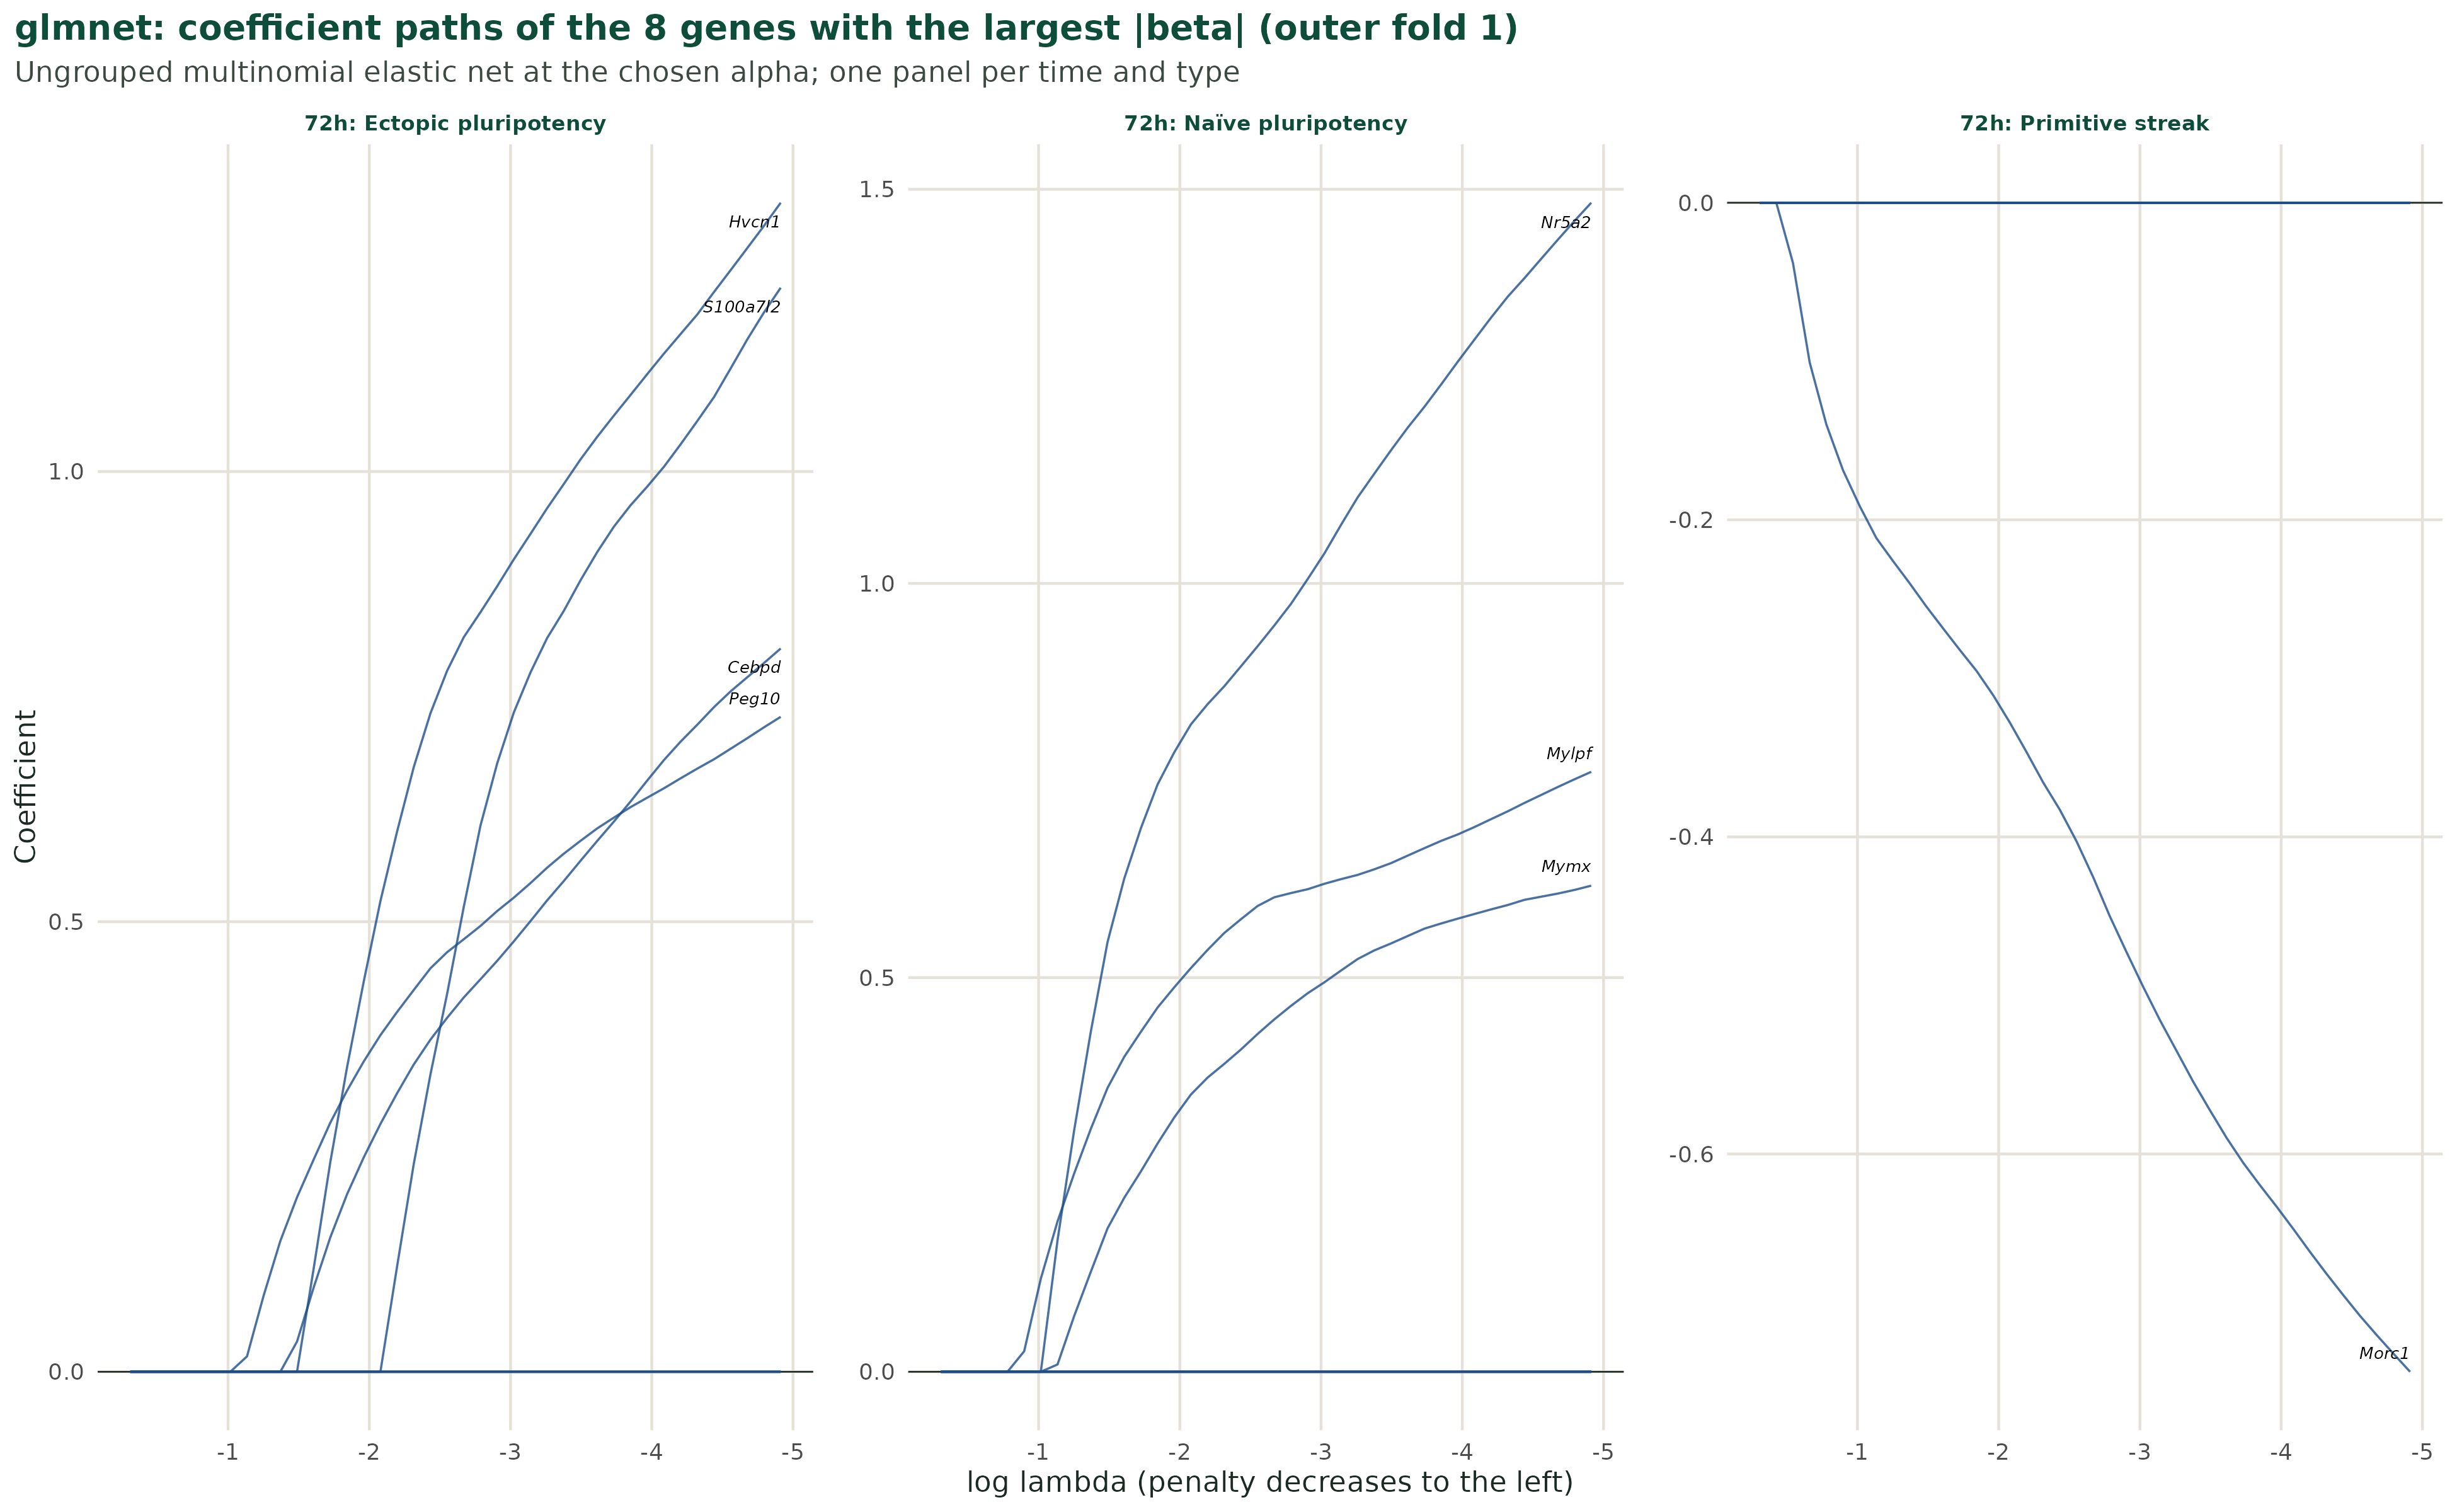 glmnet: coefficient paths of the 8 genes with the largest |beta| (outer fold 1)
Ungrouped multinomial elastic net at the chosen alpha; one panel per time and type
72h: Ectopic pluripotency
72h: Naïve pluripotency
72h: Primitive streak
Coefficient
1.0
0.5
0.0
Hvcn1
S100a7l2
Cebpd
Peg10
-1
-2
-3
-4
-5
1.5
1.0
0.5
0.0
Nr5a2
Mylpf
Mymx
-1
-2
-3
-4
-5
0.0
-0.2
-0.4
-0.6
Morc1
-1
-2
-3
-4
-5
log lambda (penalty decreases to the left)